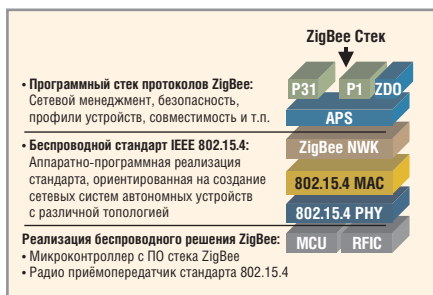 ZigBee Стек
• Программный стек протоколов ZigBee:
Сетевой менеджмент, безопасность,
профили устройств, совместимость и т.п.
• Беспроводной стандарт IEEE 802.15.4:
Аппаратно-программная реализация
стандарта, ориентированная на создание
сетевых систем автономных устройств
с различной топологией
Реализация беспроводного решения ZigBee:
• Микроконтроллер с ПО стека ZigBee
• Радио приёмопередатчик стандарта 802.15.4
P31 P1 ZDO
APS
ZigBee NWK
802.15.4 MAC
802.15.4 PHY
MCU RFIC